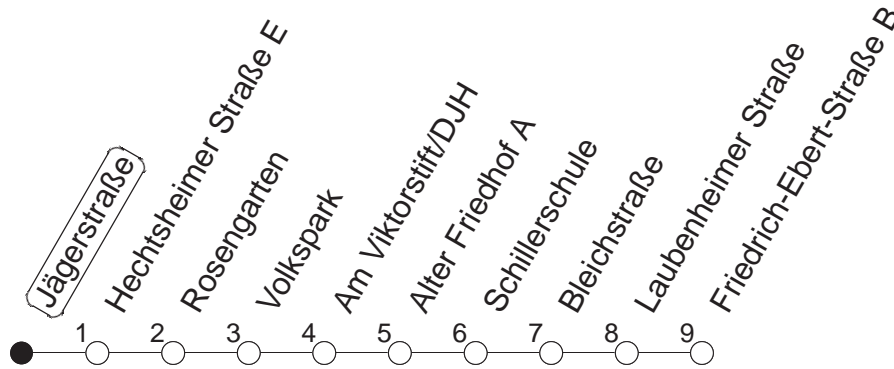 Jägerstraße
Hechtsheimer Straße E
Rosengarten
Volkspark
Am Viktorstift/DJH
Alter Friedhof A
Schillerschule
Bleichstraße
Laubenheimer Straße
Friedrich-Ebert-Straße B
1 2 3 4 5 6 7 8 9